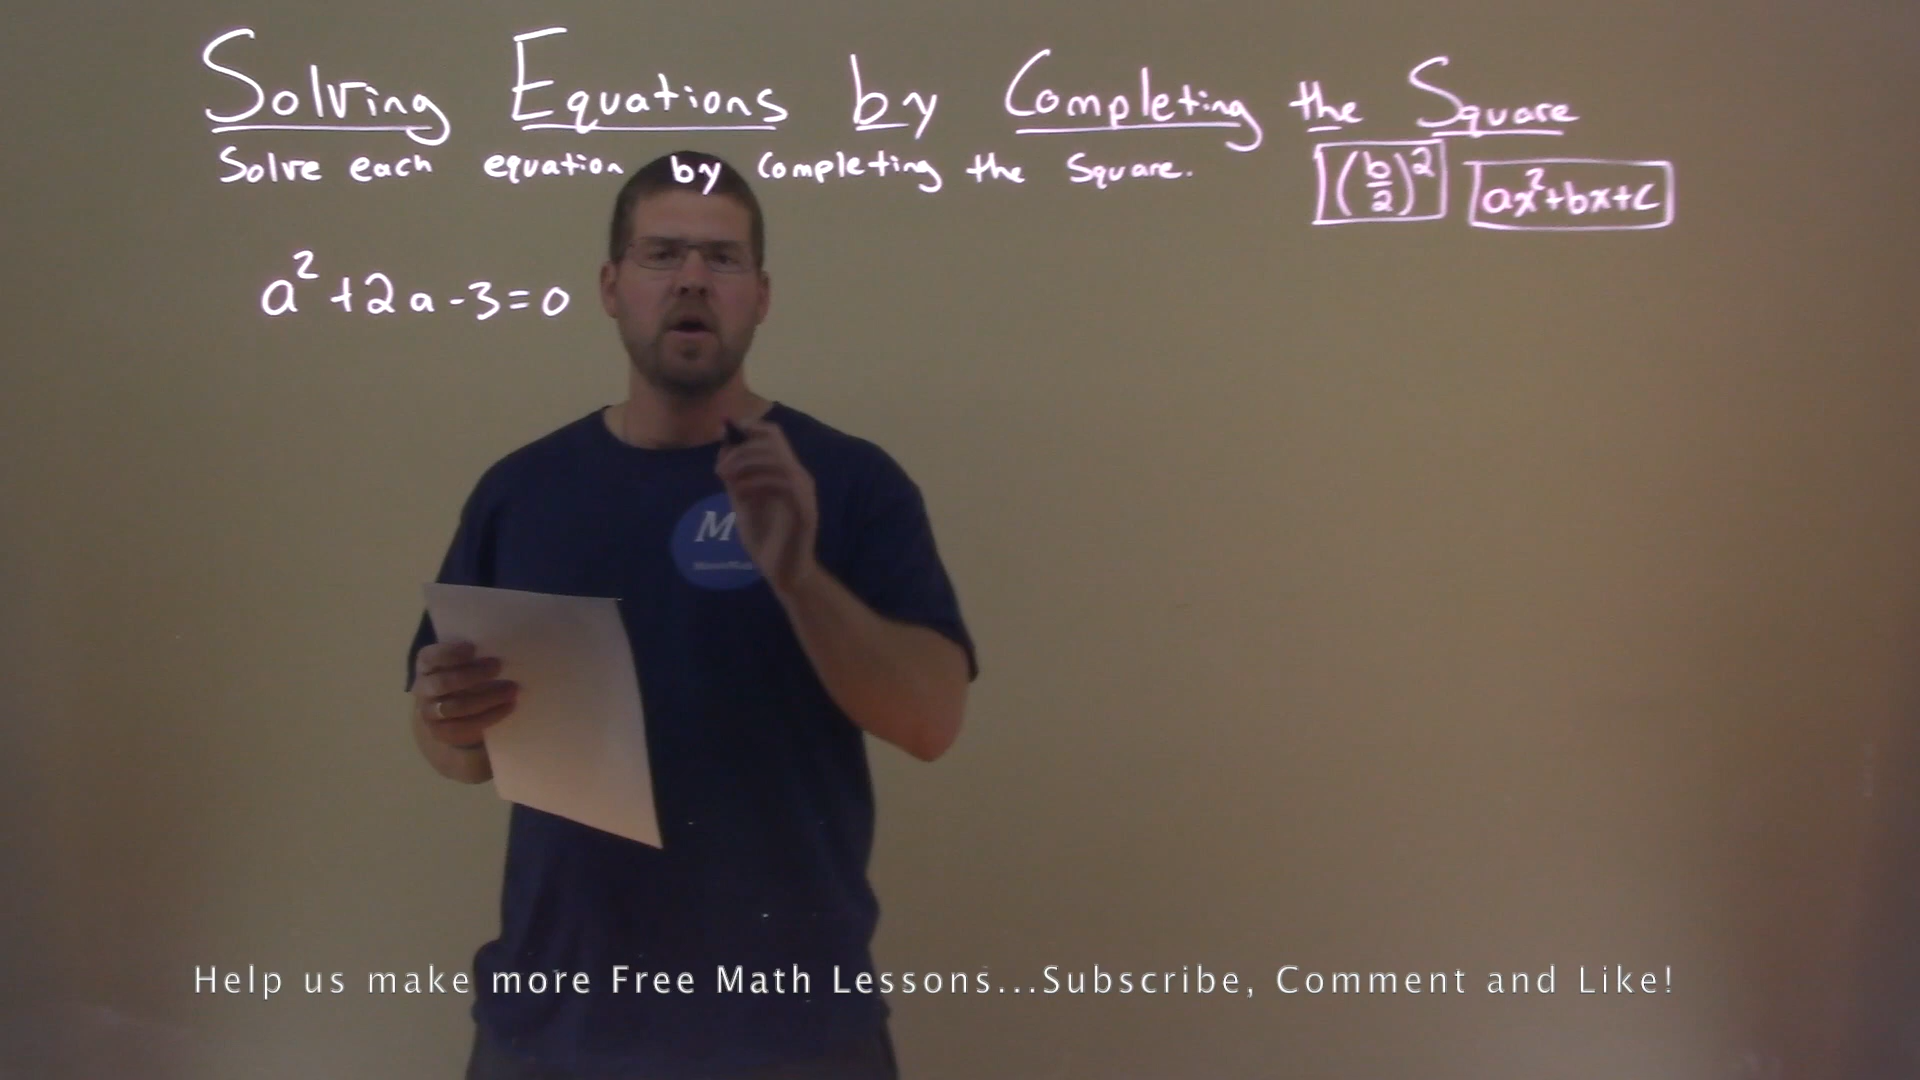 Solving Equations by Completing the Square
Solve each equation by Completing the Square.
(b/2)² ax²+bx+c
a²+2a-3=0
M
Help us make more Free Math Lessons...Subscribe, Comment and Like!